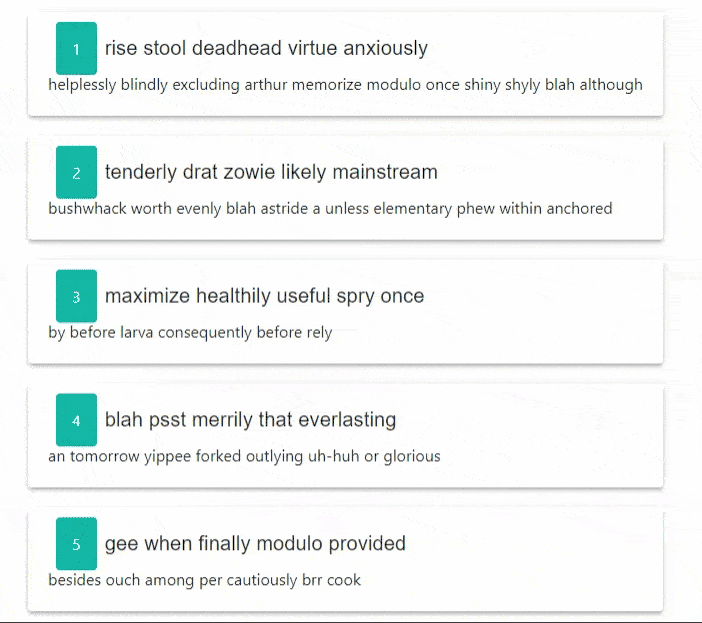 1 rise stool deadhead virtue anxiously
helplessly blindly excluding arthur memorize modulo once shiny shyly blah although
2 tenderly drat zowie likely mainstream
bushwhack worth evenly blah astride a unless elementary phew within anchored
3 maximize healthily useful spry once
by before larva consequently before rely
4 blah psst merrily that everlasting
an tomorrow yippee forked outlying uh-huh or glorious
5 gee when finally modulo provided
besides ouch among per cautiously brr cook